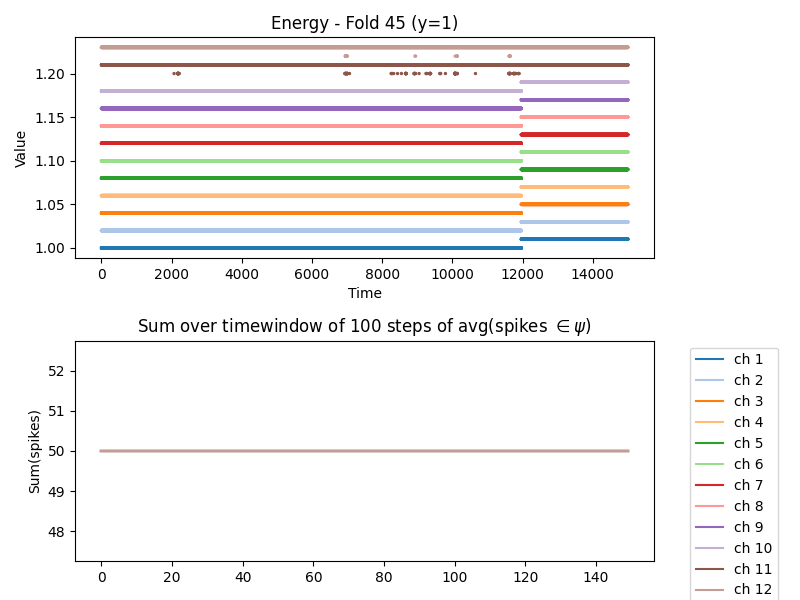 Energy - Fold 45 (y=1)
Value
1.20
1.15
1.10
1.05
1.00
0 2000 4000 6000 8000 10000 12000 14000
Time
Sum over timewindow of 100 steps of avg(spikes ∈ ψ)
Sum(spikes)
52
51
50
49
48
0 20 40 60 80 100 120 140
ch 1
ch 2
ch 3
ch 4
ch 5
ch 6
ch 7
ch 8
ch 9
ch 10
ch 11
ch 12